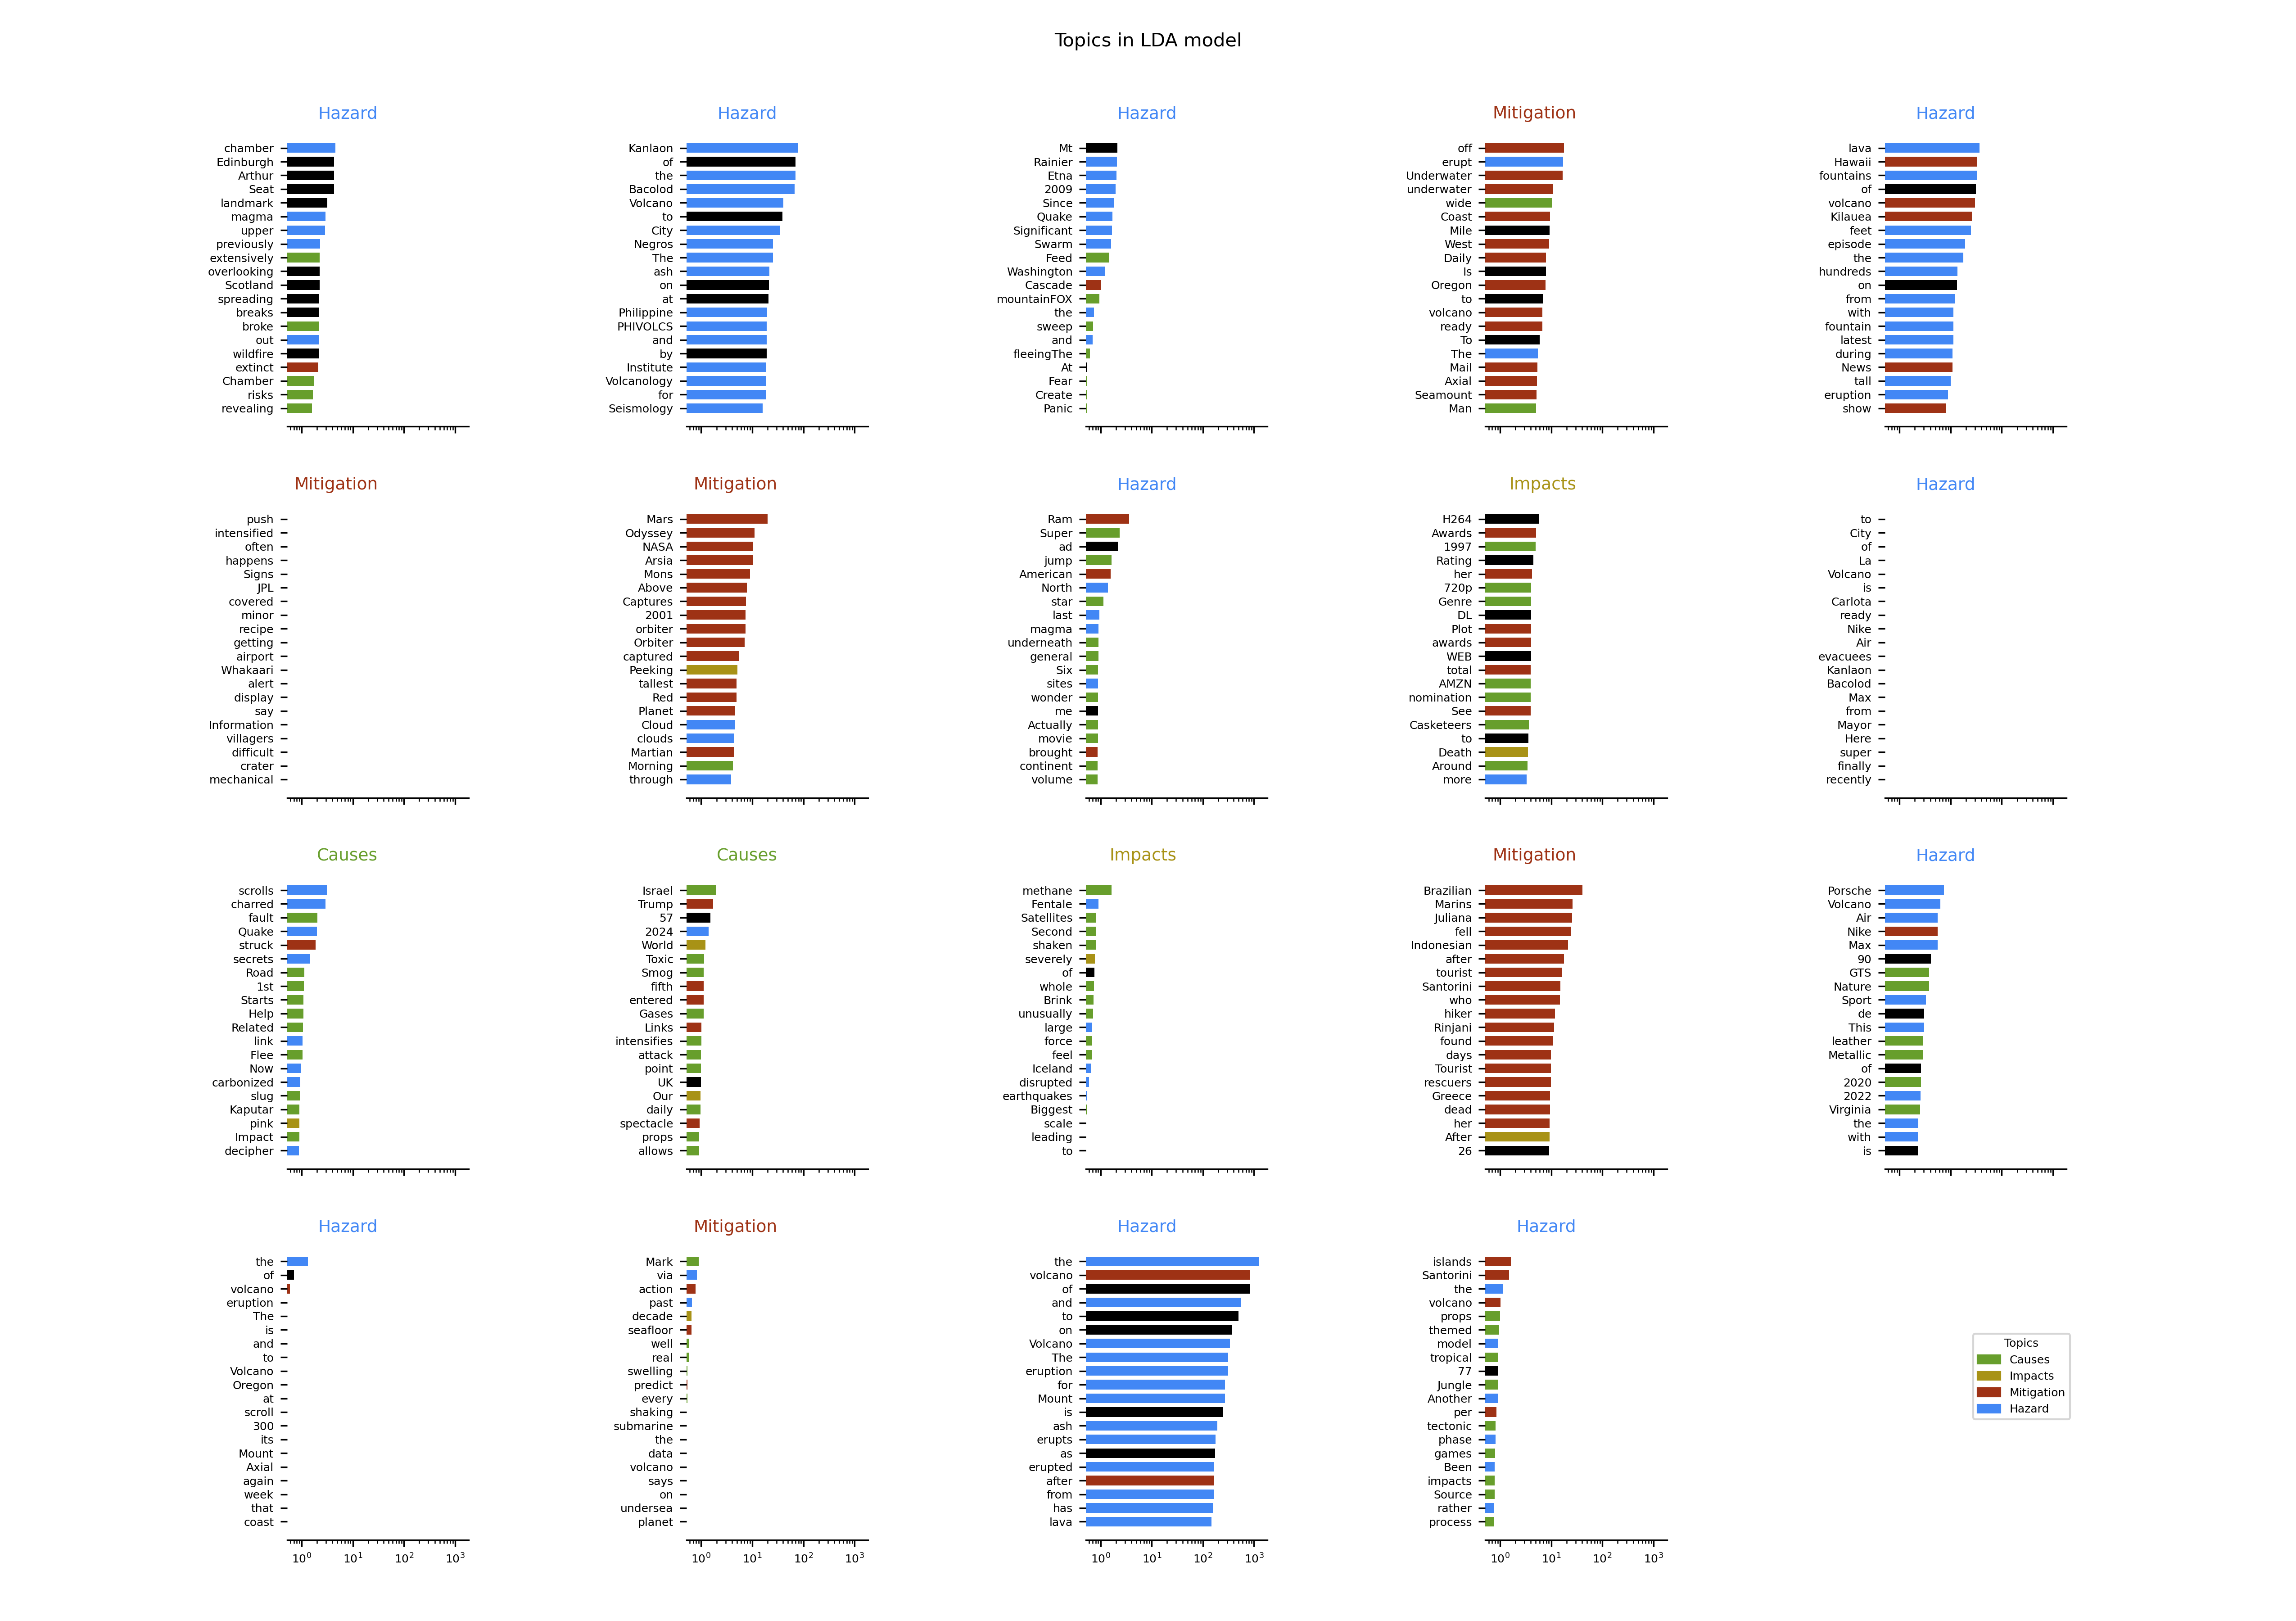 Topics in LDA model
Hazard
chamber
Edinburgh
Arthur
Seat
landmark
magma
upper
previously
extensively
overlooking
Scotland
spreading
breaks
broke
out
wildfire
extinct
Chamber
risks
revealing
Hazard
Kanlaon
of
the
Bacolod
Volcano
to
City
Negros
The
ash
on
at
Philippine
PHIVOLCS
and
by
Institute
Volcanology
for
Seismology
Hazard
Mt
Rainier
Etna
2009
Since
Quake
Significant
Swarm
Feed
Washington
Cascade
mountainFOX
the
sweep
and
fleeingThe
At
Fear
Create
Panic
Mitigation
off
erupt
Underwater
underwater
wide
Coast
Mile
West
Daily
Is
Oregon
to
volcano
ready
To
The
Mail
Axial
Seamount
Man
Hazard
lava
Hawaii
fountains
of
volcano
Kilauea
feet
episode
the
hundreds
on
from
with
fountain
latest
during
News
tall
eruption
show
Mitigation
push
intensified
often
happens
Signs
JPL
covered
minor
recipe
getting
airport
Whakaari
alert
display
say
Information
villagers
difficult
crater
mechanical
Mitigation
Mars
Odyssey
NASA
Arsia
Mons
Above
Captures
2001
orbiter
Orbiter
captured
Peeking
tallest
Red
Planet
Cloud
clouds
Martian
Morning
through
Hazard
Ram
Super
ad
jump
American
North
star
last
magma
underneath
general
Six
sites
wonder
me
Actually
movie
brought
continent
volume
Impacts
H264
Awards
1997
Rating
her
720p
Genre
DL
Plot
awards
WEB
total
AMZN
nomination
See
Casketeers
to
Death
Around
more
Hazard
to
City
of
La
Volcano
is
Carlota
ready
Nike
Air
evacuees
Kanlaon
Bacolod
Max
from
Mayor
Here
super
finally
recently
Causes
scrolls
charred
fault
Quake
struck
secrets
Road
1st
Starts
Help
Related
link
Flee
Now
carbonized
slug
Kaputar
pink
Impact
decipher
Causes
Israel
Trump
57
2024
World
Toxic
Smog
fifth
entered
Gases
Links
intensifies
attack
point
UK
Our
daily
spectacle
props
allows
Impacts
methane
Fentale
Satellites
Second
shaken
severely
of
whole
Brink
unusually
large
force
feel
Iceland
disrupted
earthquakes
Biggest
scale
leading
to
Mitigation
Brazilian
Marins
Juliana
fell
Indonesian
after
tourist
Santorini
who
hiker
Rinjani
found
days
Tourist
rescuers
Greece
dead
her
After
26
Hazard
Porsche
Volcano
Air
Nike
Max
90
GTS
Nature
Sport
de
This
leather
Metallic
of
2020
2022
Virginia
the
with
is
Hazard
the
of
volcano
eruption
The
is
and
to
Volcano
Oregon
at
scroll
300
its
Mount
Axial
again
week
that
coast
10⁰ 10¹ 10² 10³
Mitigation
Mark
via
action
past
decade
seafloor
well
real
swelling
predict
every
shaking
submarine
the
data
volcano
says
on
undersea
planet
10⁰ 10¹ 10² 10³
Hazard
the
volcano
of
and
to
on
Volcano
The
eruption
for
Mount
is
ash
erupts
as
erupted
after
from
has
lava
10⁰ 10¹ 10² 10³
Hazard
islands
Santorini
the
volcano
props
themed
model
tropical
77
Jungle
Another
per
tectonic
phase
games
Been
impacts
Source
rather
process
10⁰ 10¹ 10² 10³
Topics
Causes
Impacts
Mitigation
Hazard